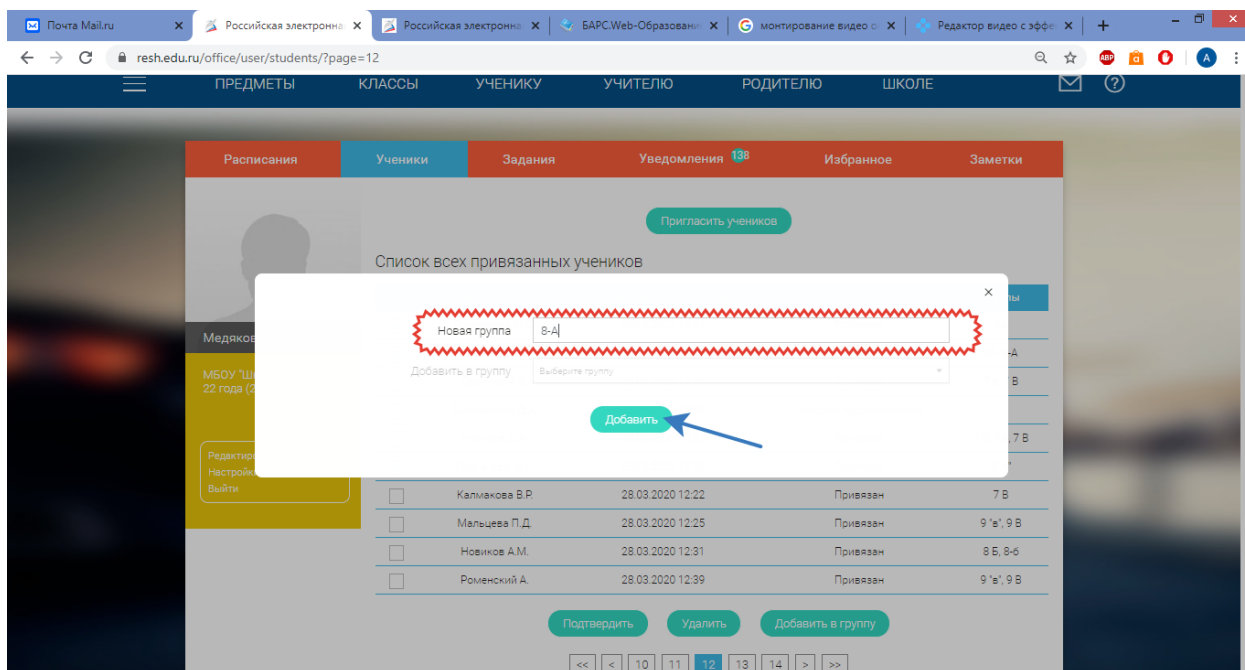 Почта Mail.ru
Российская электронна
Российская электронна
БАРС.Web-Образовани
монтирование видео о
Редактор видео с эффе
resh.edu.ru/office/user/students/?page=12
ABP
A
ПРЕДМЕТЫ КЛАССЫ УЧЕНИКУ УЧИТЕЛЮ РОДИТЕЛЮ ШКОЛЕ
Расписания Ученики Задания Уведомления 138 Избранное Заметки
Пригласить учеников
Список всех привязанных учеников
Новая группа 8-А
Добавить в группу Выберите группу
Добавить
Медяков
МБОУ "Ш
22 года (2
Редактир
Настройк
Выйти
пы
-А
В
, 7 В
"
Калмакова В.Р. 28.03.2020 12:22 Привязан 7 В
Мальцева П.Д. 28.03.2020 12:25 Привязан 9 "в", 9 В
Новиков А.М. 28.03.2020 12:31 Привязан 8 Б, 8-б
Роменский А. 28.03.2020 12:39 Привязан 9 "в", 9 В
Подтвердить Удалить Добавить в группу
<< < 10 11 12 13 14 > >>